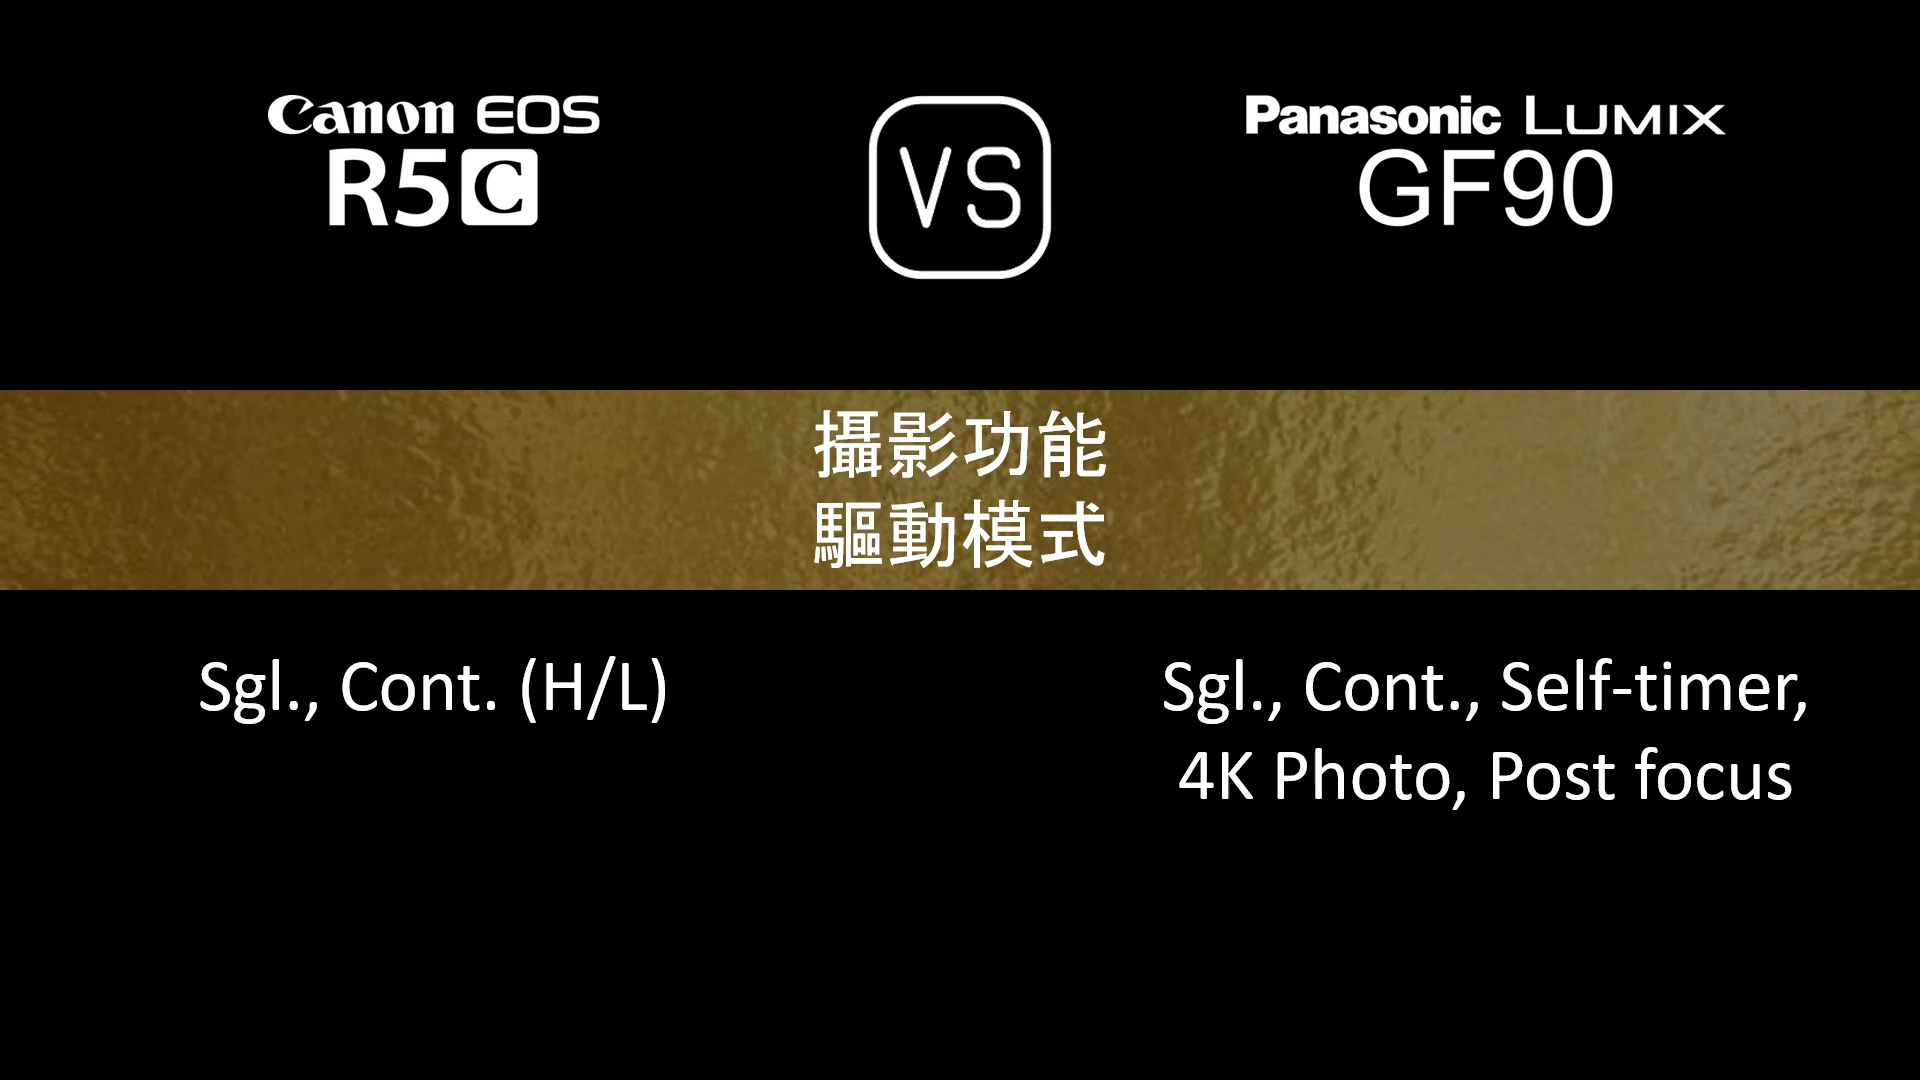 Canon EOS
R5 C
VS
Panasonic LUMIX
GF90
攝影功能
驅動模式
Sgl., Cont. (H/L)
Sgl., Cont., Self-timer,
4K Photo, Post focus